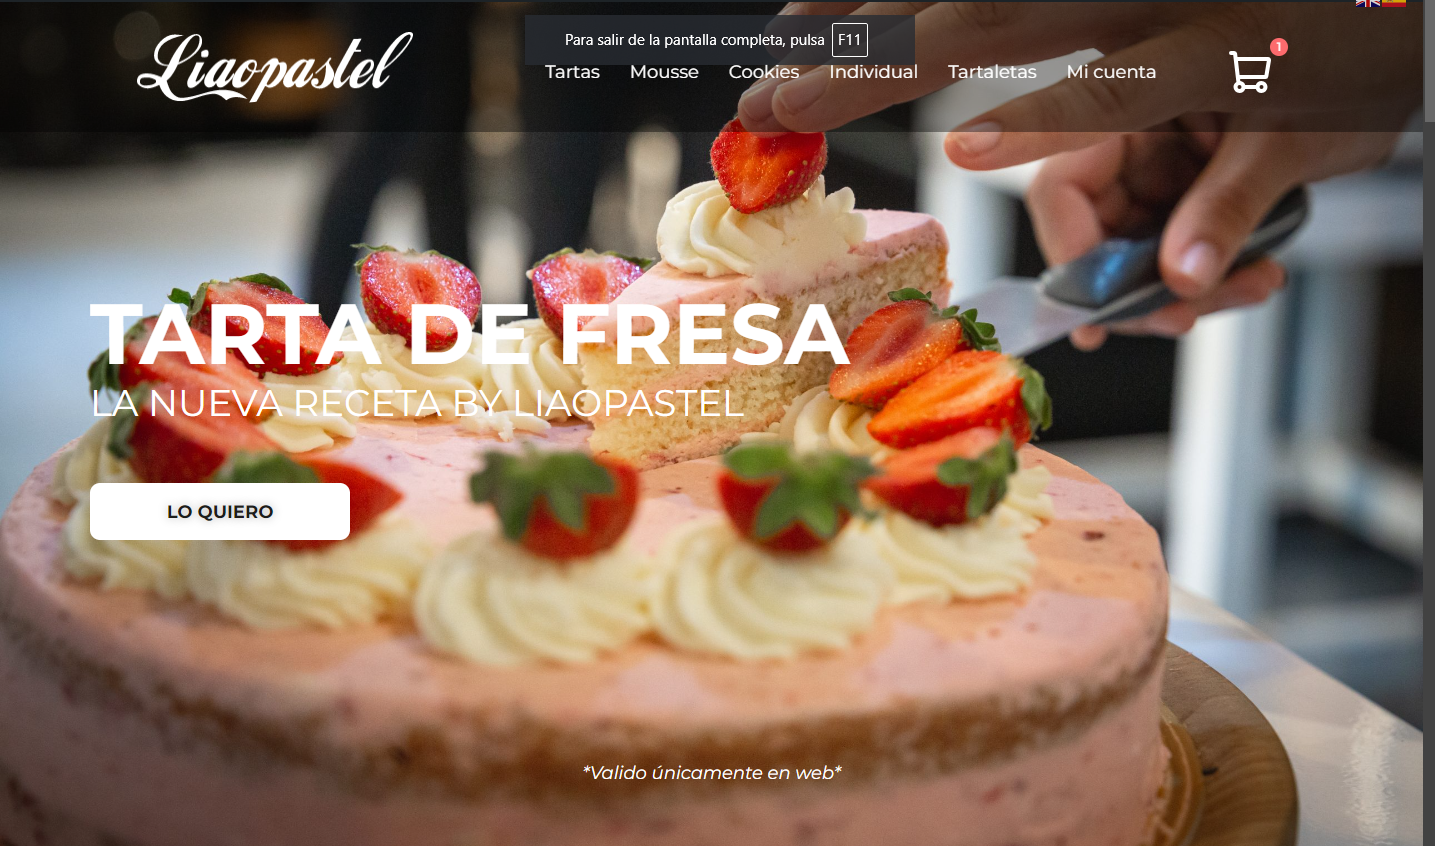 Para salir de la pantalla completa, pulsa F11
Liaopastel
Tartas Mousse Cookies Individual Tartaletas Mi cuenta
1
TARTA DE FRESA
LA NUEVA RECETA BY LIAOPASTEL
LO QUIERO
*Valido únicamente en web*